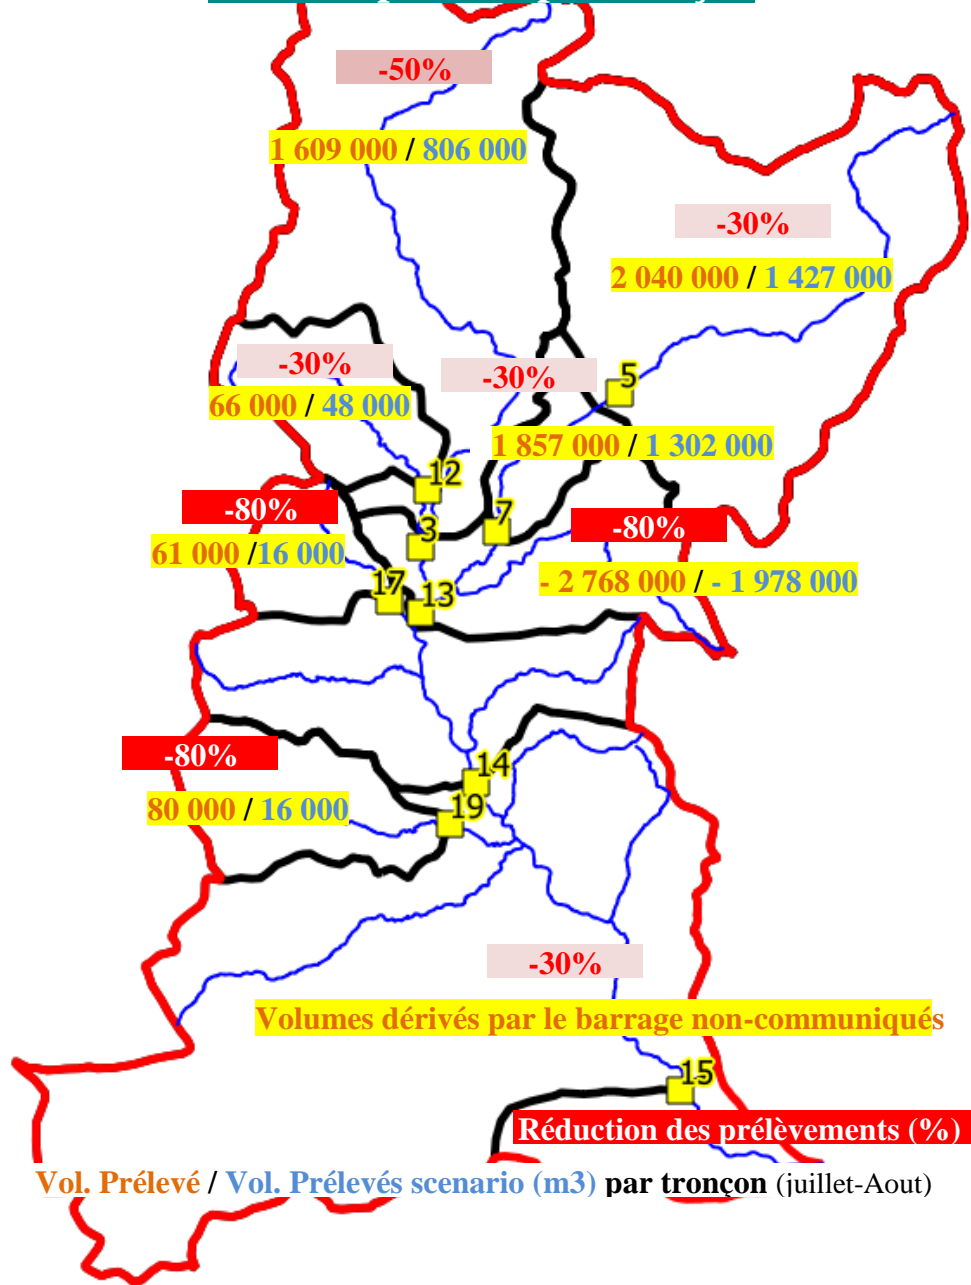 -50%
1 609 000 / 806 000
-30%
2 040 000 / 1 427 000
-30%
-30%
5
66 000 / 48 000
1 857 000 / 1 302 000
12
-80%
7
-80%
3
61 000 /16 000
- 2 768 000 / - 1 978 000
17
13
-80%
14
80 000 / 16 000
19
-30%
Volumes dérivés par le barrage non-communiqués
15
Réduction des prélèvements (%)
Vol. Prélevé / Vol. Prélevés scenario (m3) par tronçon (juillet-Aout)